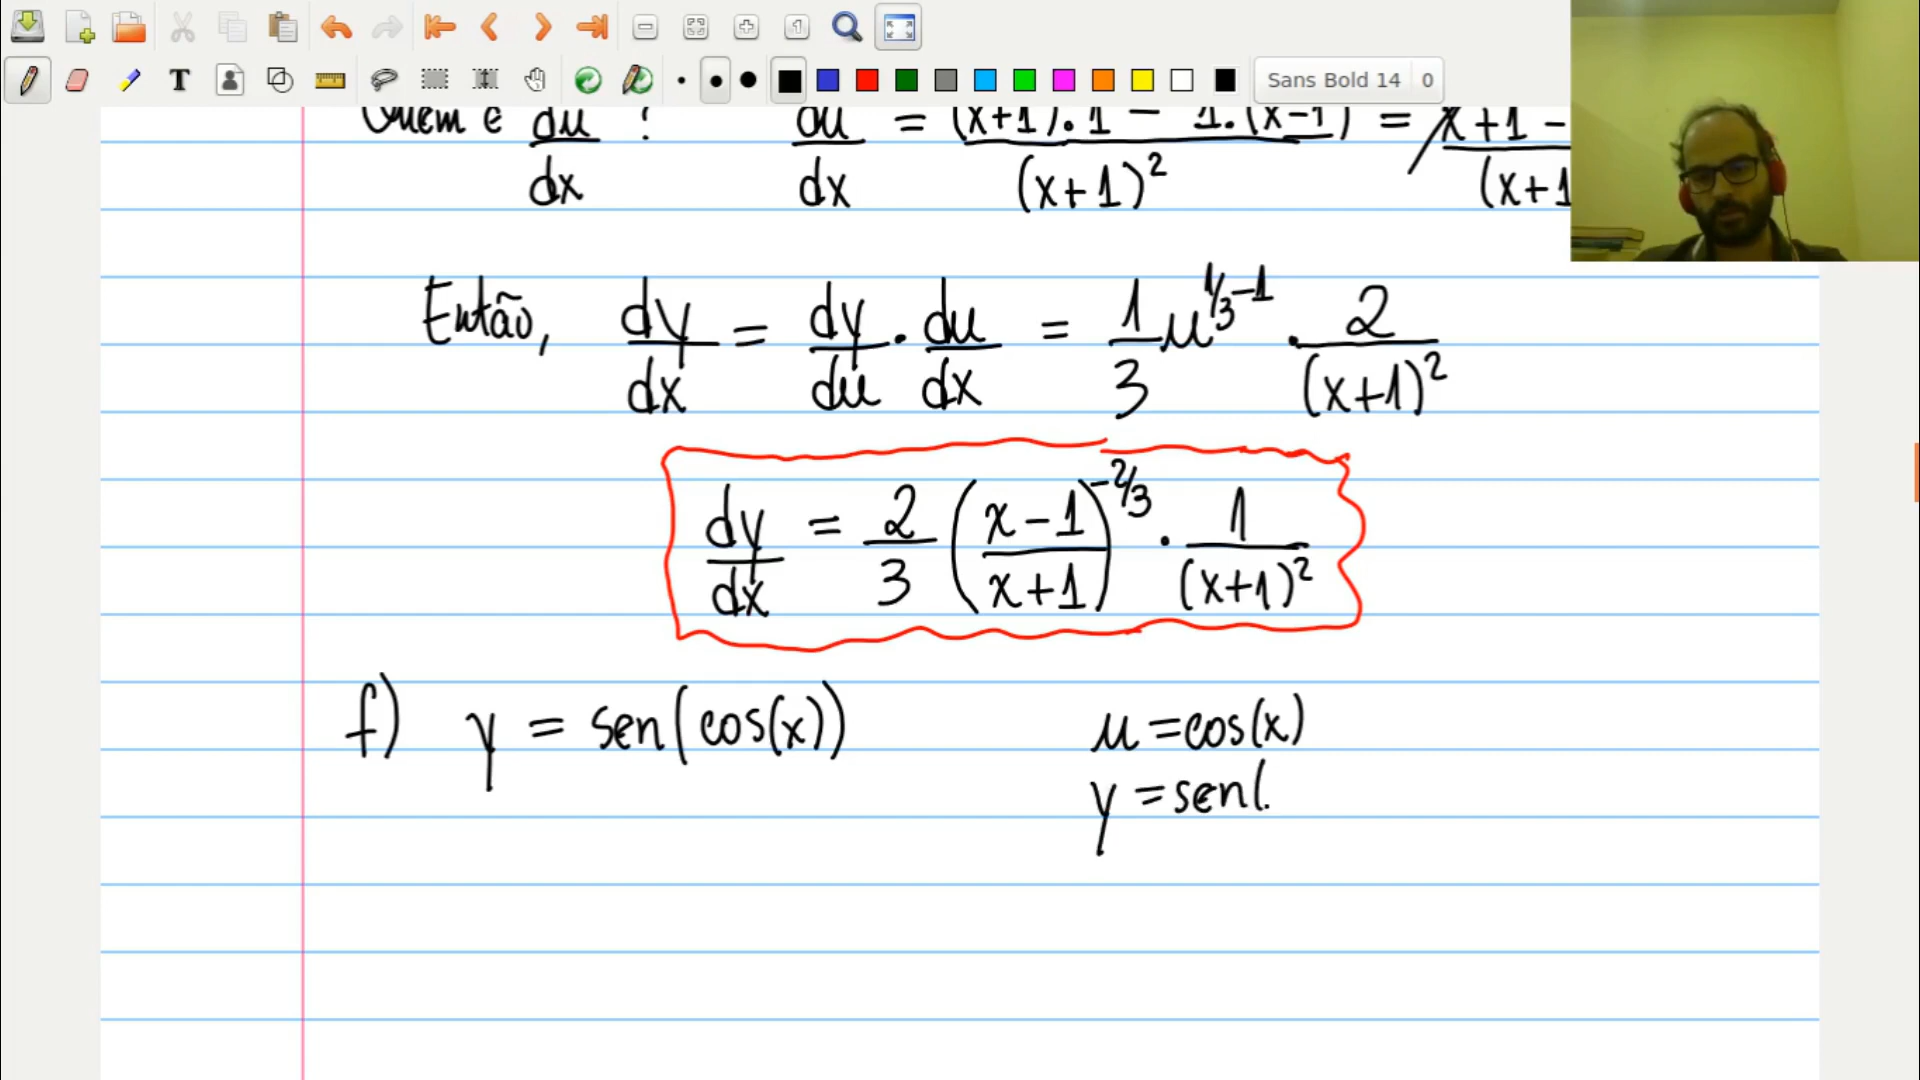 Sans Bold 14 0
Quem é du/dx ? du/dx = ((x+1).1 - 1.(x-1))/(x+1)² = x+1-
Então, dy/dx = dy/du . du/dx = 1/3 u^(1/3-1) . 2/(x+1)²
dy/dx = 2/3 ((x-1)/(x+1))^(-2/3) . 1/(x+1)²
f) y = sen(cos(x)) u = cos(x)
y = sen(